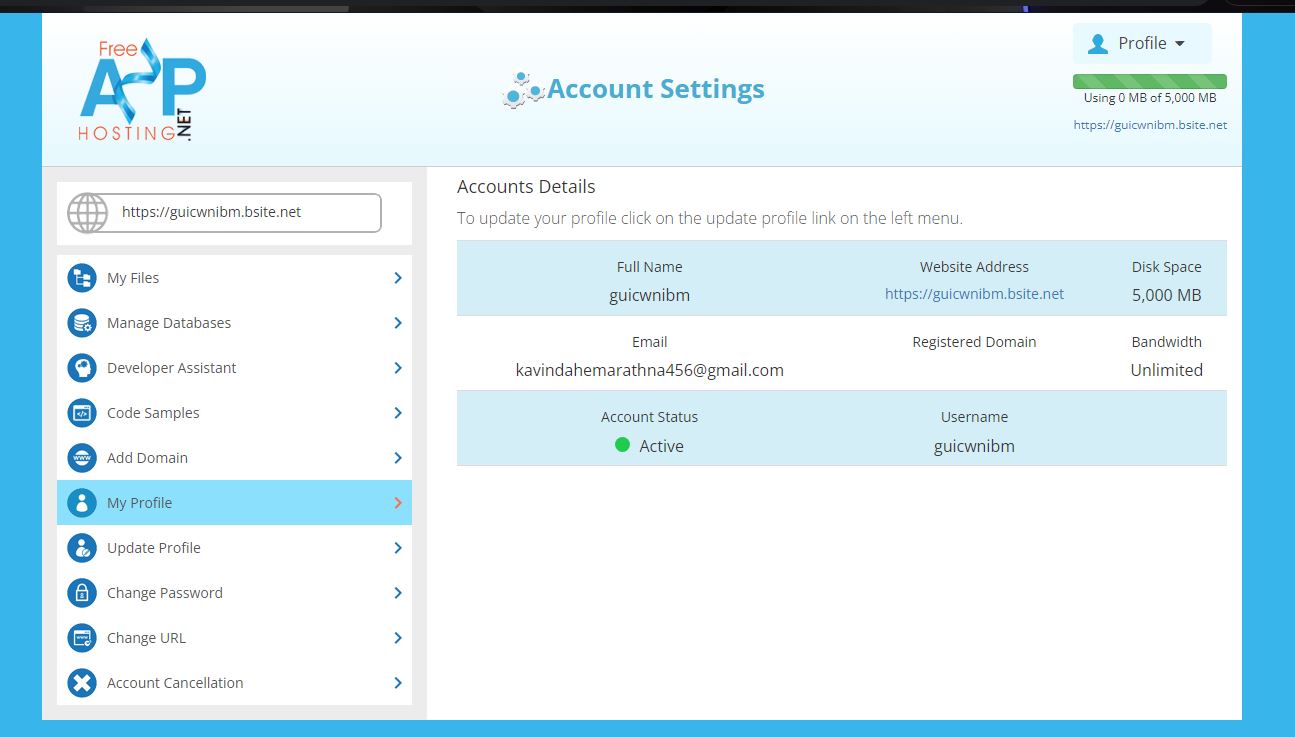 Free
ASP
HOSTING
.NET
Account Settings
Profile
Using 0 MB of 5,000 MB
https://guicwnibm.bsite.net
https://guicwnibm.bsite.net
My Files
Manage Databases
Developer Assistant
Code Samples
Add Domain
My Profile
Update Profile
Change Password
Change URL
Account Cancellation
Accounts Details
To update your profile click on the update profile link on the left menu.
Full Name Website Address Disk Space
guicwnibm https://guicwnibm.bsite.net 5,000 MB
Email Registered Domain Bandwidth
kavindahemarathna456@gmail.com Unlimited
Account Status Username
Active guicwnibm